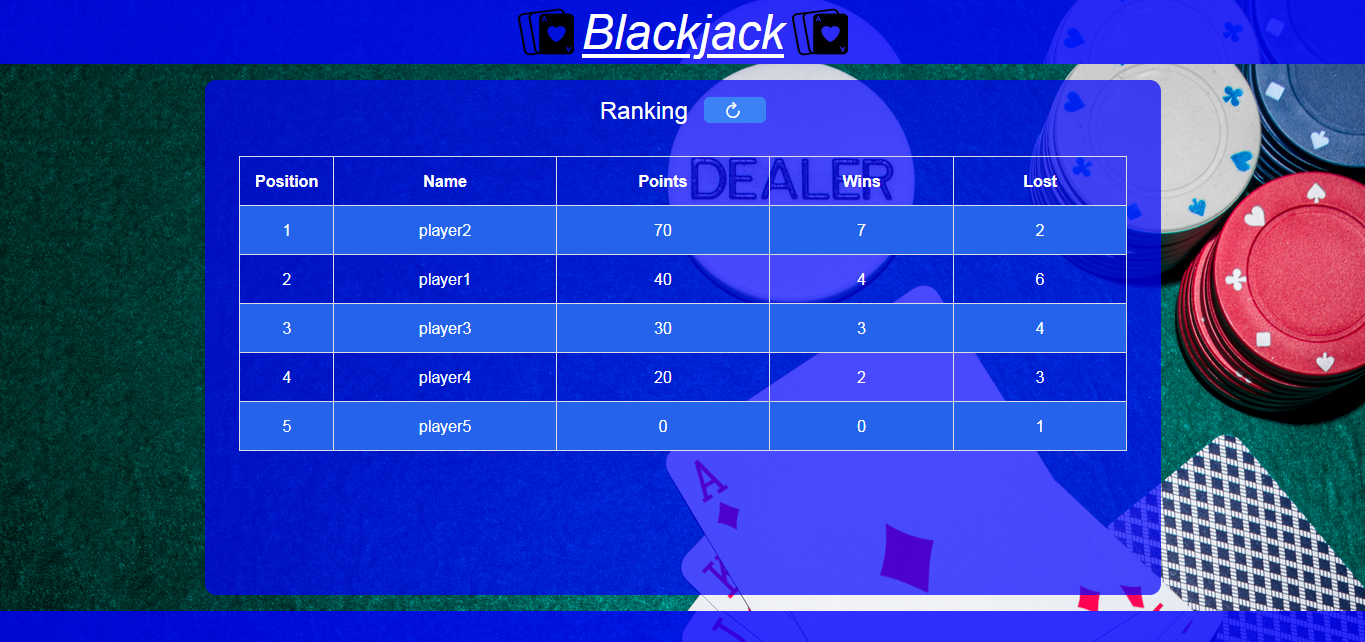 Blackjack
Ranking
DEALER
Position Name Points Wins Lost
1 player2 70 7 2
2 player1 40 4 6
3 player3 30 3 4
4 player4 20 2 3
5 player5 0 0 1
A
K
J